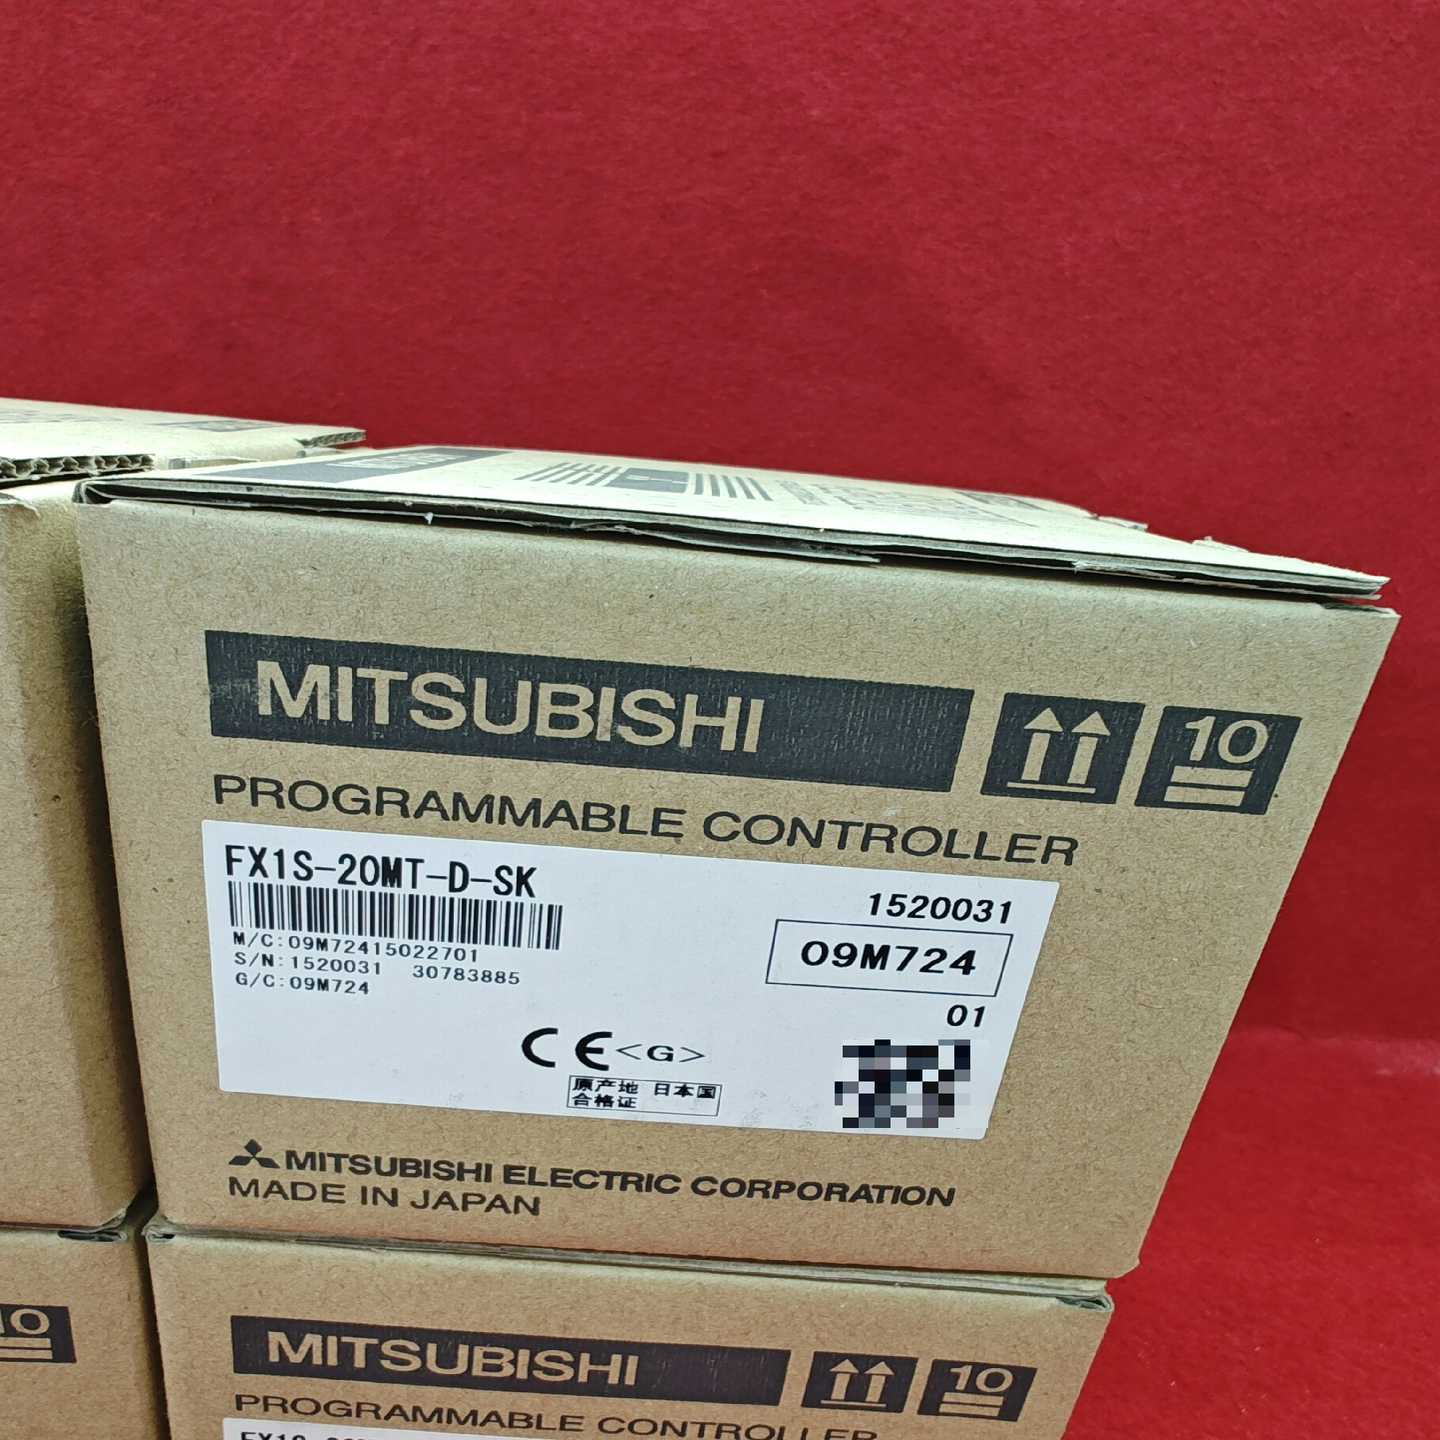 MITSUBISHI
10
PROGRAMMABLE CONTROLLER
FX1S-20MT-D-SK
1520031
M/C:09M72415022701
09M724
S/N:1520031 30783885
G/C:09M724
01
CE <G>
原产地 日本国
合格证
MITSUBISHI ELECTRIC CORPORATION
MADE IN JAPAN
10
MITSUBISHI
10
PROGRAMMABLE CONTROLLER